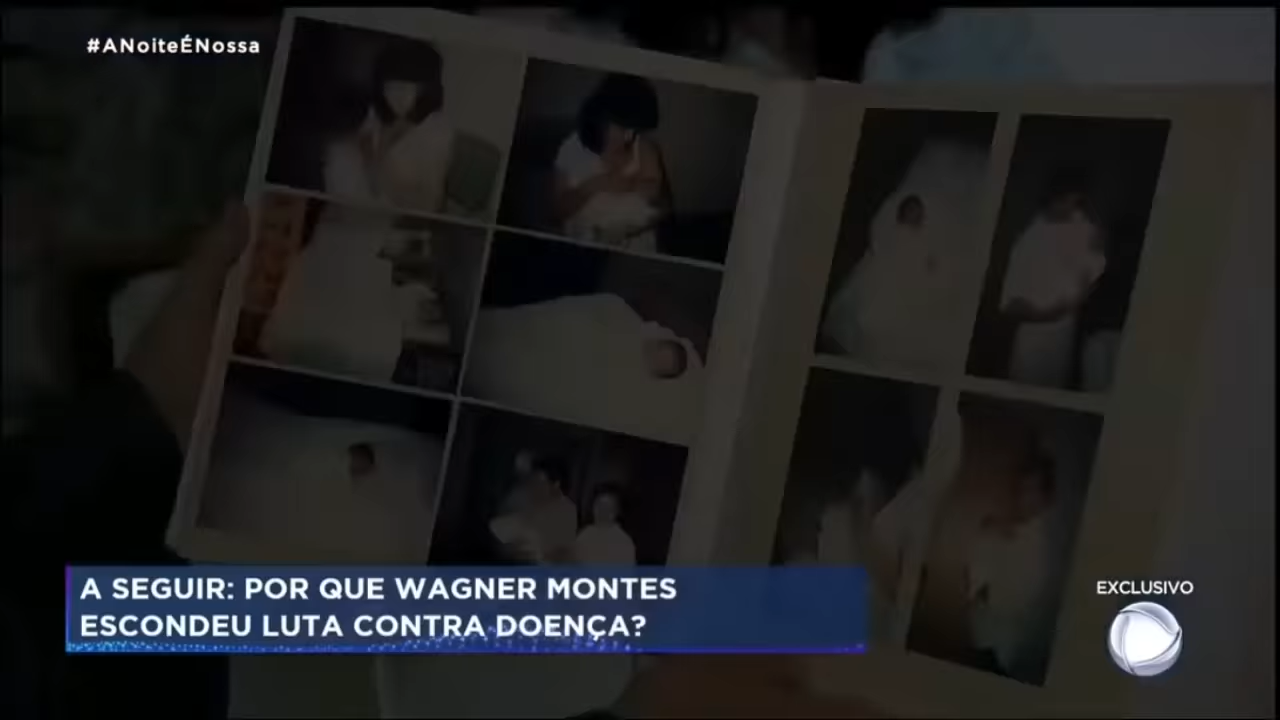 #ANoiteÉNossa
A SEGUIR: POR QUE WAGNER MONTES
ESCONDEU LUTA CONTRA DOENÇA?
EXCLUSIVO